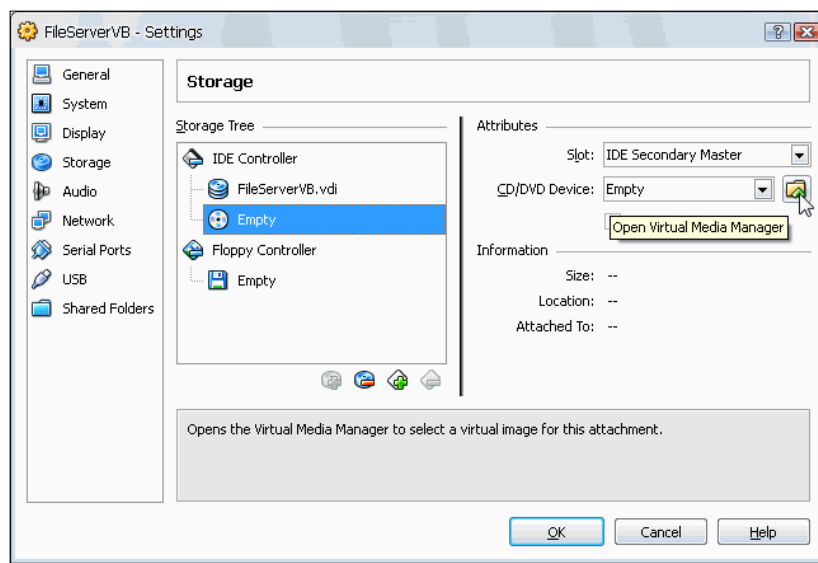 FileServerVB - Settings
General
System
Display
Storage
Audio
Network
Serial Ports
USB
Shared Folders
Storage
Storage Tree
IDE Controller
FileServerVB.vdi
Empty
Floppy Controller
Empty
Attributes
Slot: IDE Secondary Master
CD/DVD Device: Empty
Open Virtual Media Manager
Information
Size: --
Location: --
Attached To: --
Opens the Virtual Media Manager to select a virtual image for this attachment.
OK Cancel Help